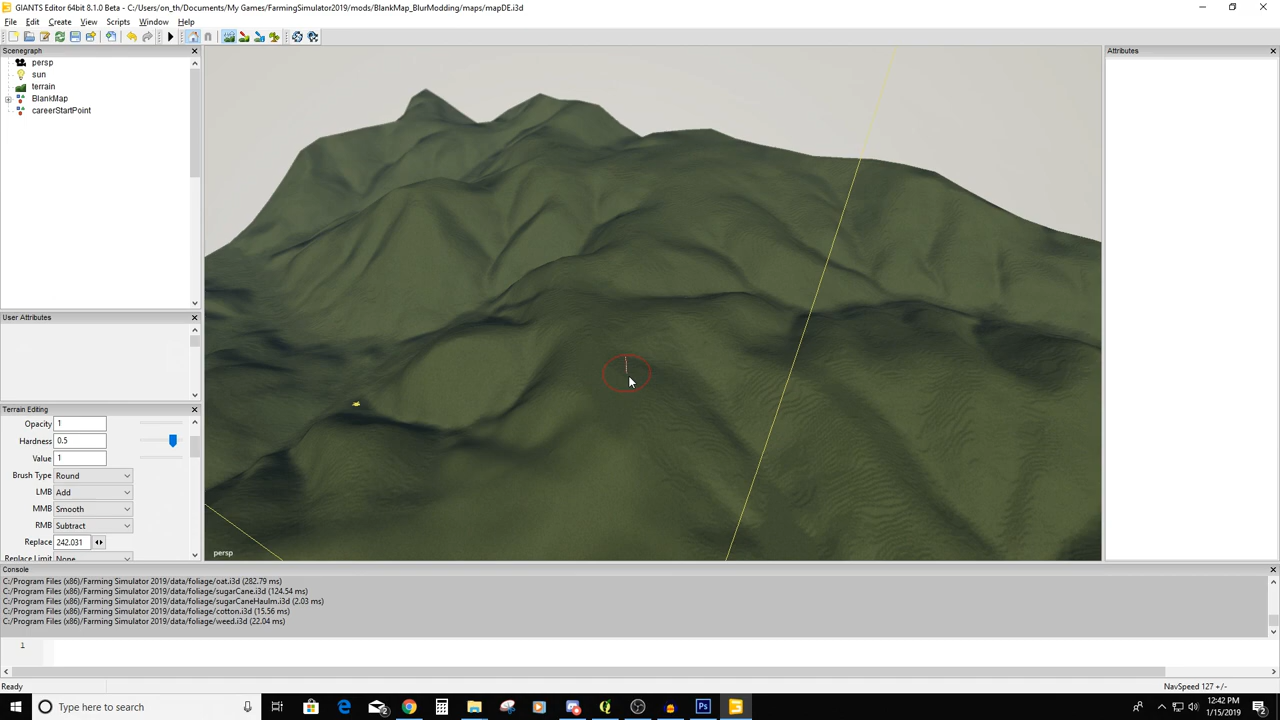 GIANTS Editor 64bit 8.1.0 Beta - C:/Users/on_th/Documents/My Games/FarmingSimulator2019/mods/BlankMap_BlurModding/maps/mapDE.i3d
File Edit Create View Scripts Window Help
Scenegraph
persp
sun
terrain
BlankMap
careerStartPoint
Attributes
User Attributes
Terrain Editing
Opacity 1
Hardness 0.5
Value 1
Brush Type Round
LMB Add
MMB Smooth
RMB Subtract
Replace 242.031
Replace Limit None
persp
Console
C:/Program Files (x86)/Farming Simulator 2019/data/foliage/oat.i3d (282.79 ms)
C:/Program Files (x86)/Farming Simulator 2019/data/foliage/sugarCane.i3d (124.54 ms)
C:/Program Files (x86)/Farming Simulator 2019/data/foliage/sugarCaneHaulm.i3d (2.03 ms)
C:/Program Files (x86)/Farming Simulator 2019/data/foliage/cotton.i3d (15.56 ms)
C:/Program Files (x86)/Farming Simulator 2019/data/foliage/weed.i3d (22.04 ms)
1
Ready
NavSpeed 127 +/-
Type here to search
12:42 PM
1/15/2019